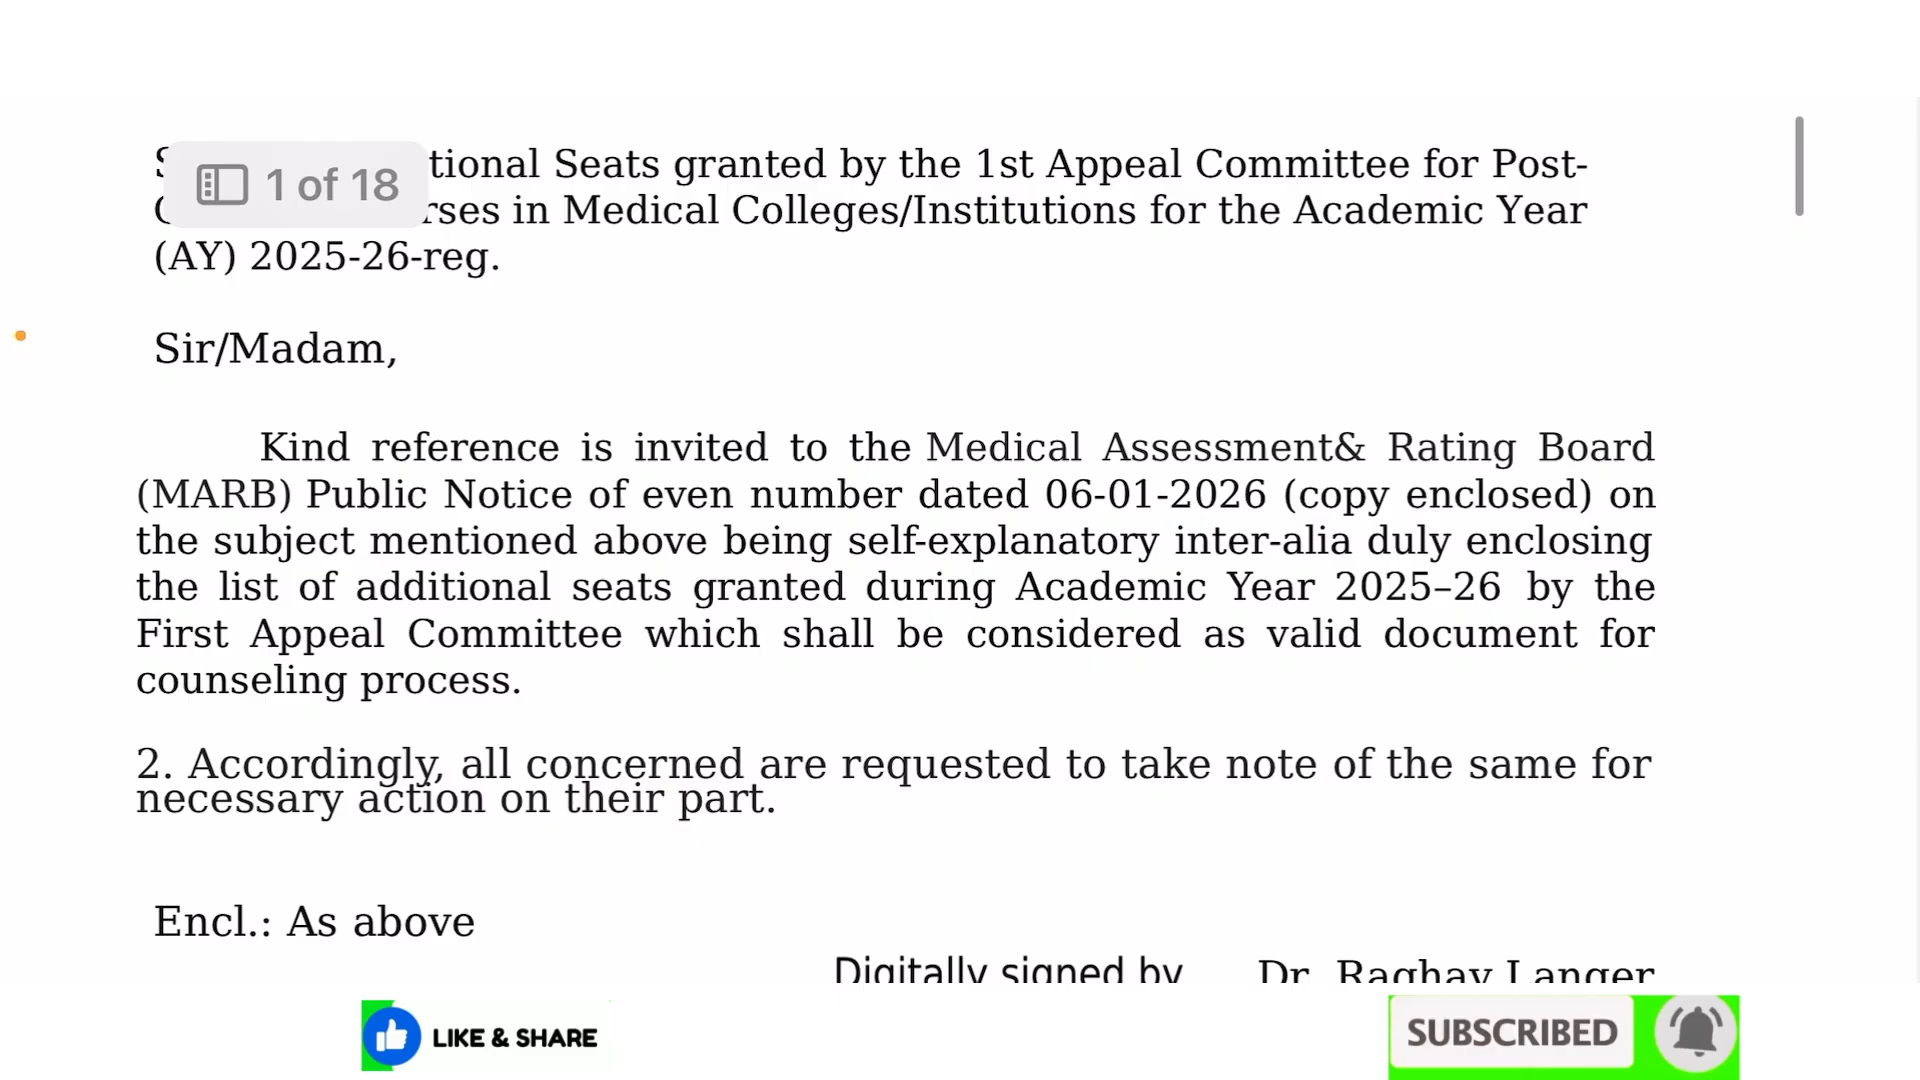 tional Seats granted by the 1st Appeal Committee for Post-
1 of 18
rses in Medical Colleges/Institutions for the Academic Year
(AY) 2025-26-reg.
Sir/Madam,
Kind reference is invited to the Medical Assessment& Rating Board
(MARB) Public Notice of even number dated 06-01-2026 (copy enclosed) on
the subject mentioned above being self-explanatory inter-alia duly enclosing
the list of additional seats granted during Academic Year 2025–26 by the
First Appeal Committee which shall be considered as valid document for
counseling process.
2. Accordingly, all concerned are requested to take note of the same for
necessary action on their part.
Encl.: As above
Digitally signed by Dr. Raghav Langer
LIKE & SHARE
SUBSCRIBED